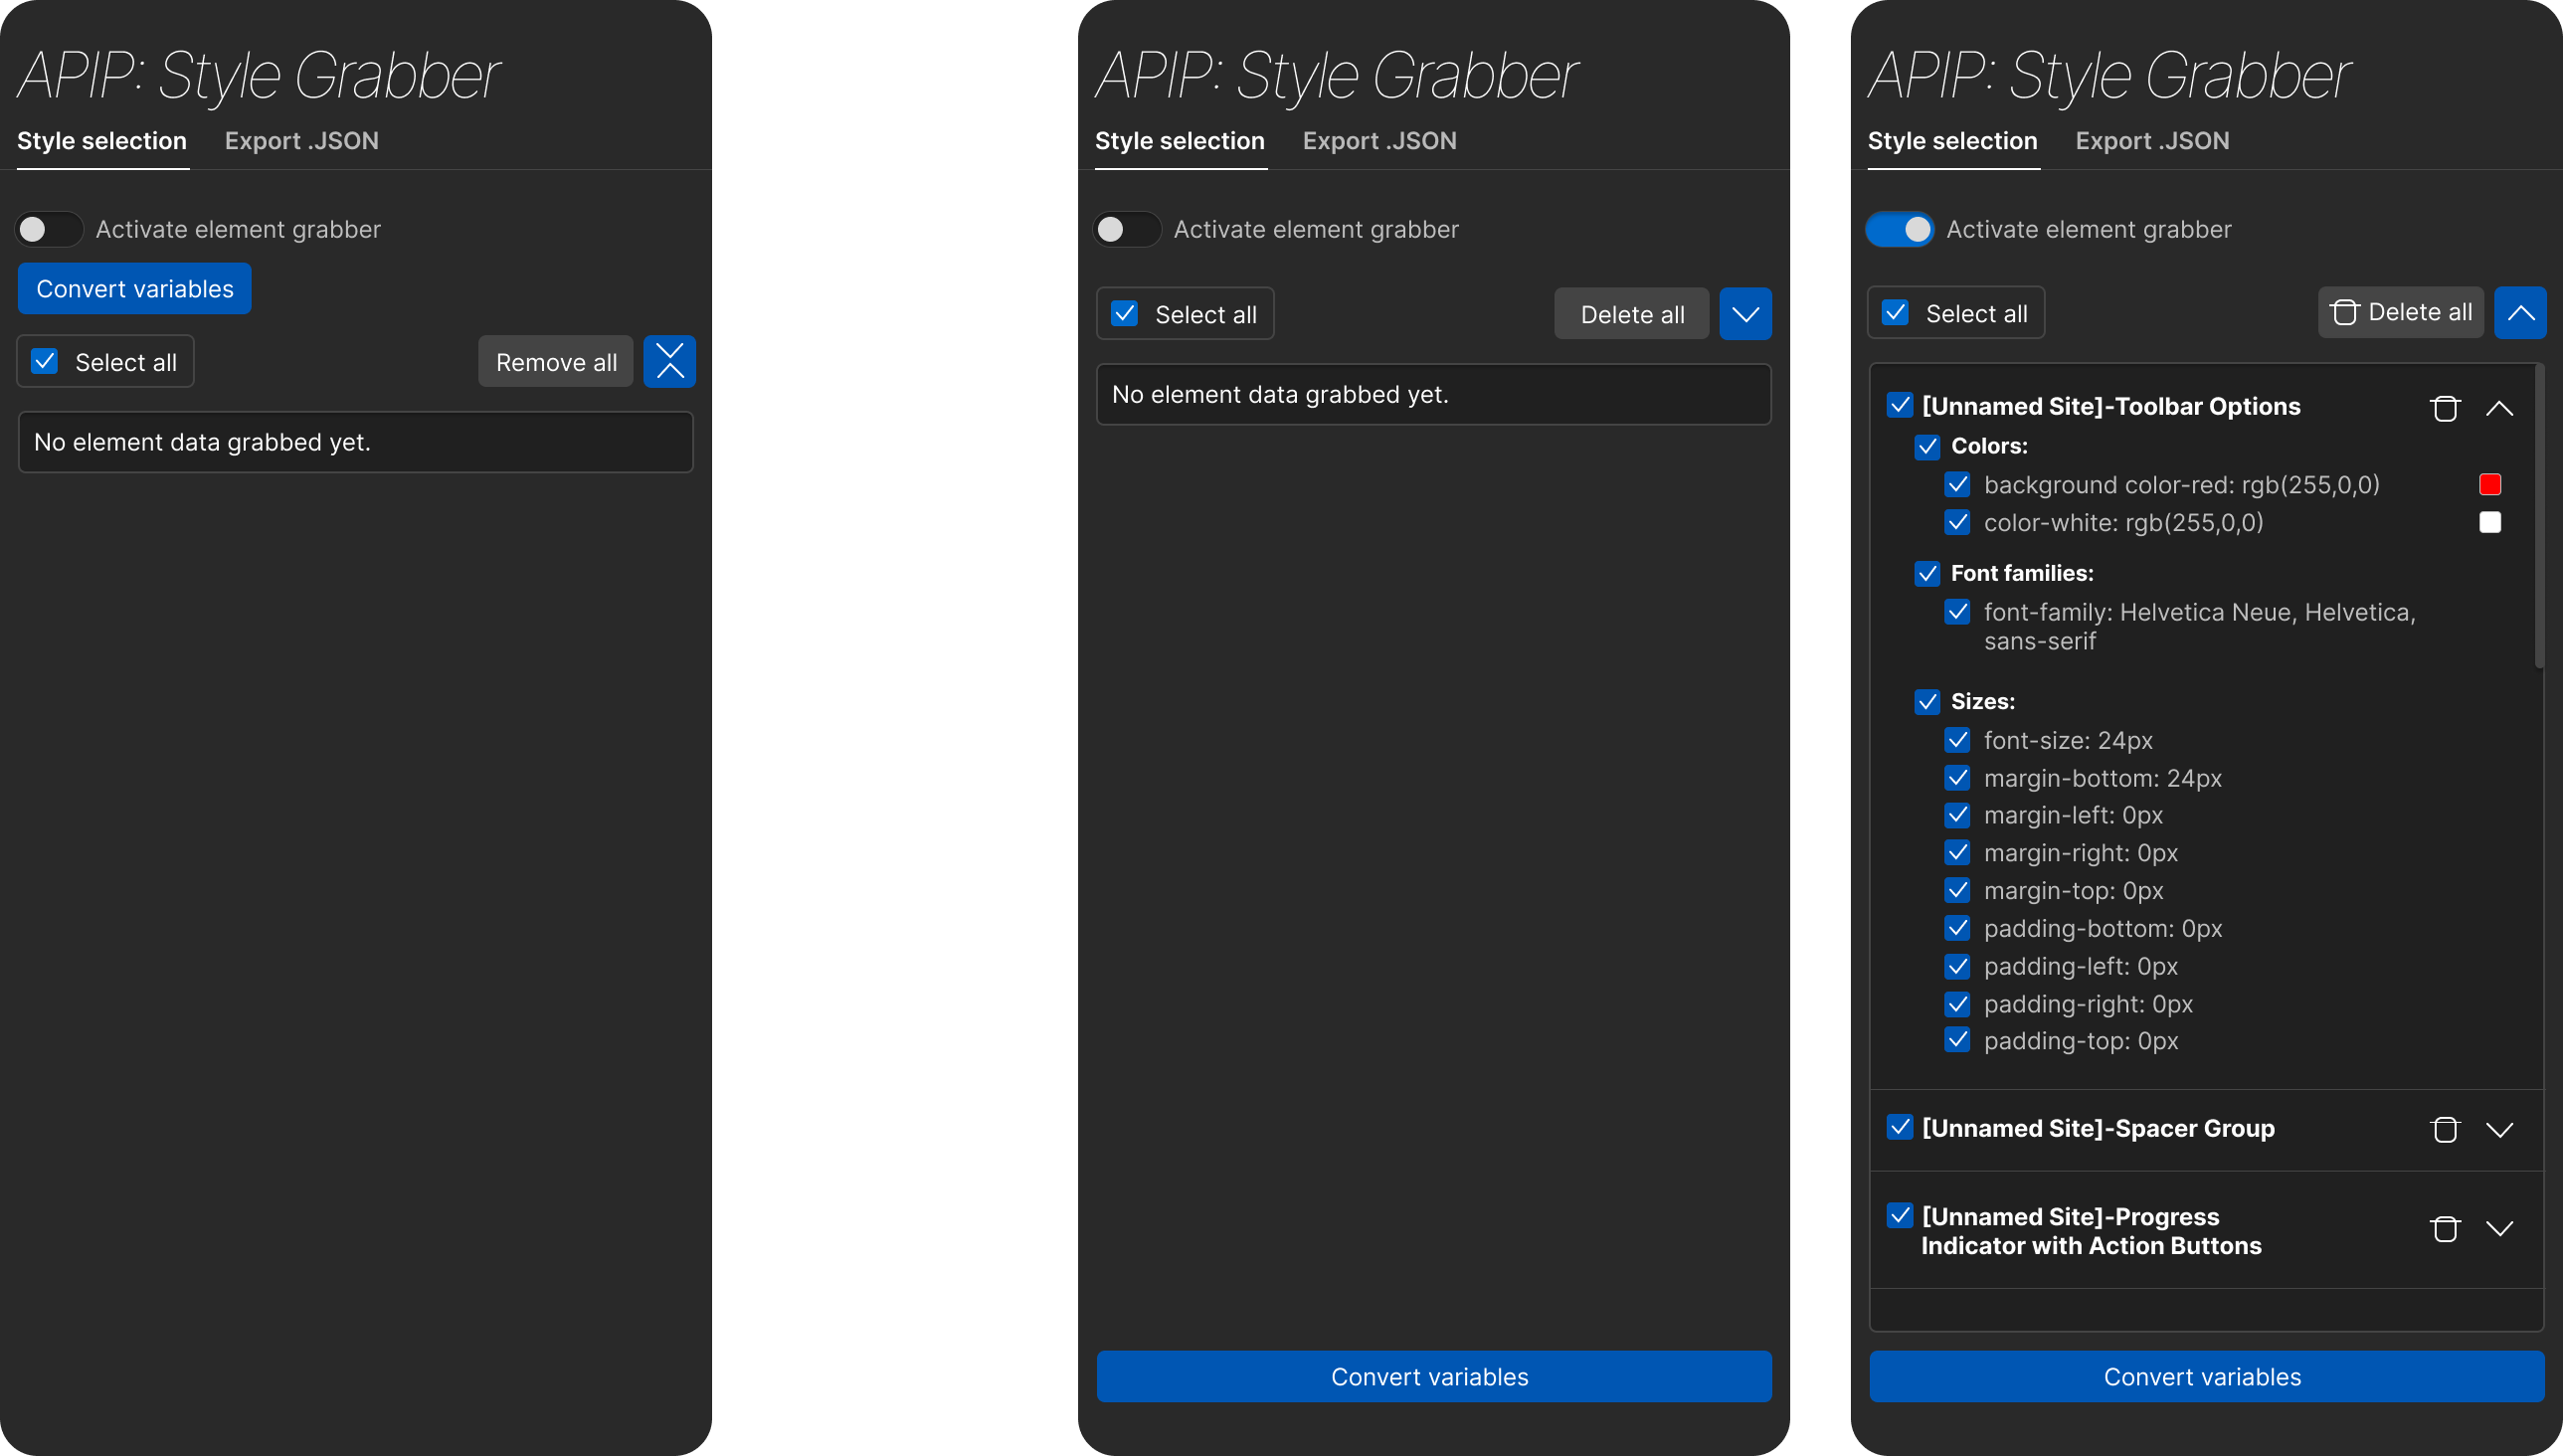 APIP: Style Grabber
Style selection Export .JSON
Activate element grabber
Convert variables
Select all Remove all
No element data grabbed yet.
APIP: Style Grabber
Style selection Export .JSON
Activate element grabber
Select all Delete all
No element data grabbed yet.
Convert variables
APIP: Style Grabber
Style selection Export .JSON
Activate element grabber
Select all Delete all
[Unnamed Site]-Toolbar Options
Colors:
background color-red: rgb(255,0,0)
color-white: rgb(255,0,0)
Font families:
font-family: Helvetica Neue, Helvetica,
sans-serif
Sizes:
font-size: 24px
margin-bottom: 24px
margin-left: 0px
margin-right: 0px
margin-top: 0px
padding-bottom: 0px
padding-left: 0px
padding-right: 0px
padding-top: 0px
[Unnamed Site]-Spacer Group
[Unnamed Site]-Progress
Indicator with Action Buttons
Convert variables